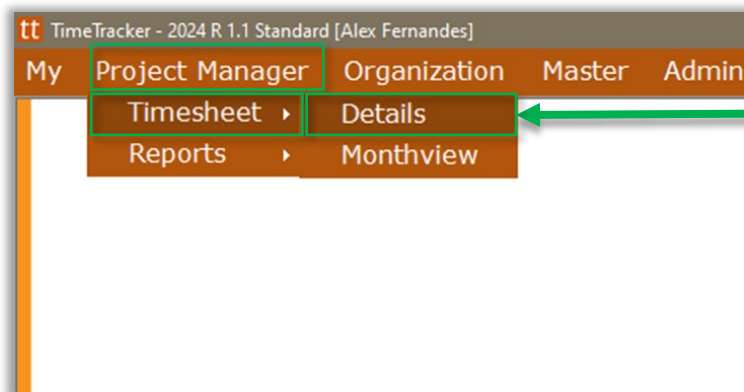 tt TimeTracker - 2024 R 1.1 Standard [Alex Fernandes]
My Project Manager Organization Master Admin
Timesheet Details
Reports Monthview